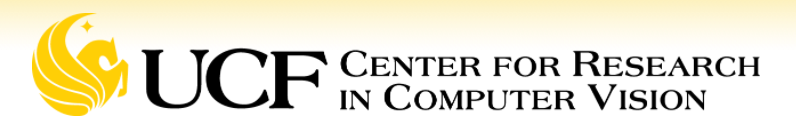 UCF CENTER FOR RESEARCH
IN COMPUTER VISION